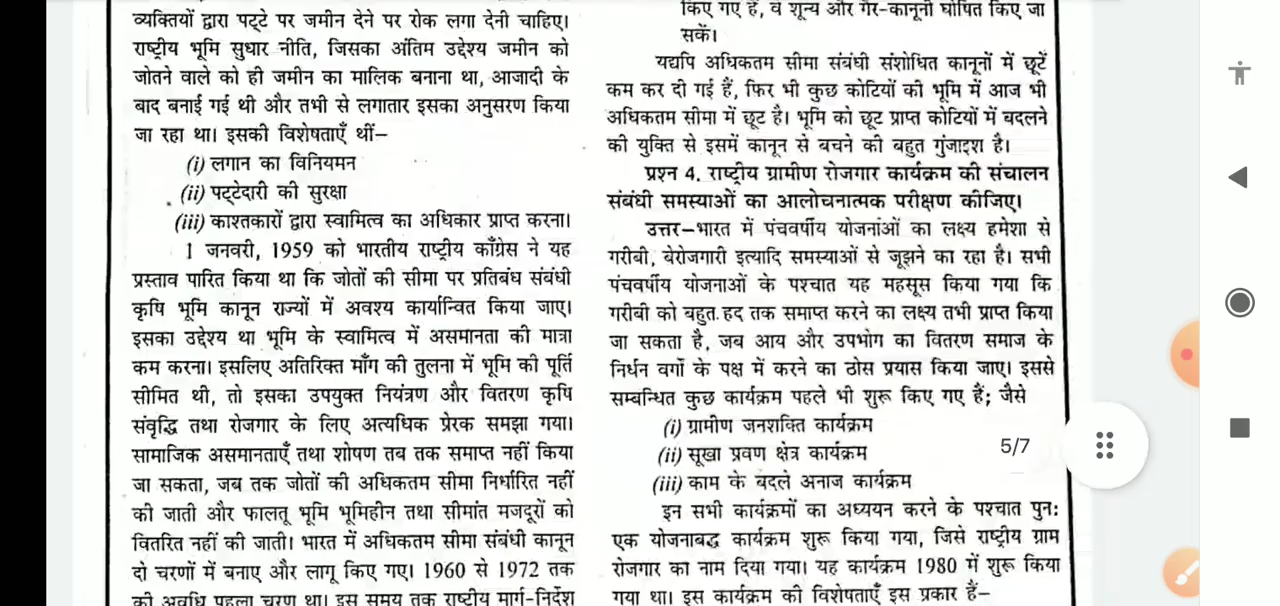 व्यक्तियों द्वारा पट्टे पर जमीन देने पर रोक लगा देनी चाहिए।
राष्ट्रीय भूमि सुधार नीति, जिसका अंतिम उद्देश्य जमीन को
जोतने वाले को ही जमीन का मालिक बनाना था, आजादी के
बाद बनाई गई थी और तभी से लगातार इसका अनुसरण किया
जा रहा था। इसकी विशेषताएँ थीं–
(i) लगान का विनियमन
(ii) पट्टेदारी की सुरक्षा
(iii) काश्तकारों द्वारा स्वामित्व का अधिकार प्राप्त करना।
1 जनवरी, 1959 को भारतीय राष्ट्रीय काँग्रेस ने यह
प्रस्ताव पारित किया था कि जोतों की सीमा पर प्रतिबंध संबंधी
कृषि भूमि कानून राज्यों में अवश्य कार्यान्वित किया जाए।
इसका उद्देश्य था भूमि के स्वामित्व में असमानता की मात्रा
कम करना। इसलिए अतिरिक्त माँग की तुलना में भूमि की पूर्ति
सीमित थी, तो इसका उपयुक्त नियंत्रण और वितरण कृषि
संवृद्धि तथा रोजगार के लिए अत्यधिक प्रेरक समझा गया।
सामाजिक असमानताएँ तथा शोषण तब तक समाप्त नहीं किया
जा सकता, जब तक जोतों की अधिकतम सीमा निर्धारित नहीं
की जाती और फालतू भूमि भूमिहीन तथा सीमांत मजदूरों को
वितरित नहीं की जाती। भारत में अधिकतम सीमा संबंधी कानून
दो चरणों में बनाए और लागू किए गए। 1960 से 1972 तक
की अवधि पहला चरण था। इस समय तक राष्ट्रीय मार्ग-निर्देश
किए गए हैं, वे शून्य और गैर-कानूनी घोषित किए जा
सकें।
यद्यपि अधिकतम सीमा संबंधी संशोधित कानूनों में छूटें
कम कर दी गई हैं, फिर भी कुछ कोटियों की भूमि में आज भी
अधिकतम सीमा में छूट है। भूमि को छूट प्राप्त कोटियों में बदलने
की युक्ति से इसमें कानून से बचने की बहुत गुंजाइश है।
प्रश्न 4. राष्ट्रीय ग्रामीण रोजगार कार्यक्रम की संचालन
संबंधी समस्याओं का आलोचनात्मक परीक्षण कीजिए।
उत्तर–भारत में पंचवर्षीय योजनांओं का लक्ष्य हमेशा से
गरीबी, बेरोजगारी इत्यादि समस्याओं से जूझने का रहा है। सभी
पंचवर्षीय योजनाओं के पश्चात यह महसूस किया गया कि
गरीबी को बहुत हद तक समाप्त करने का लक्ष्य तभी प्राप्त किया
जा सकता है, जब आय और उपभोग का वितरण समाज के
निर्धन वर्गों के पक्ष में करने का ठोस प्रयास किया जाए। इससे
सम्बन्धित कुछ कार्यक्रम पहले भी शुरू किए गए हैं; जैसे
(i) ग्रामीण जनशक्ति कार्यक्रम
(ii) सूखा प्रवण क्षेत्र कार्यक्रम
(iii) काम के बदले अनाज कार्यक्रम
इन सभी कार्यक्रमों का अध्ययन करने के पश्चात पुनः
एक योजनाबद्ध कार्यक्रम शुरू किया गया, जिसे राष्ट्रीय ग्राम
रोजगार का नाम दिया गया। यह कार्यक्रम 1980 में शुरू किया
गया था। इस कार्यक्रम की विशेषताएँ इस प्रकार हैं–
5/7